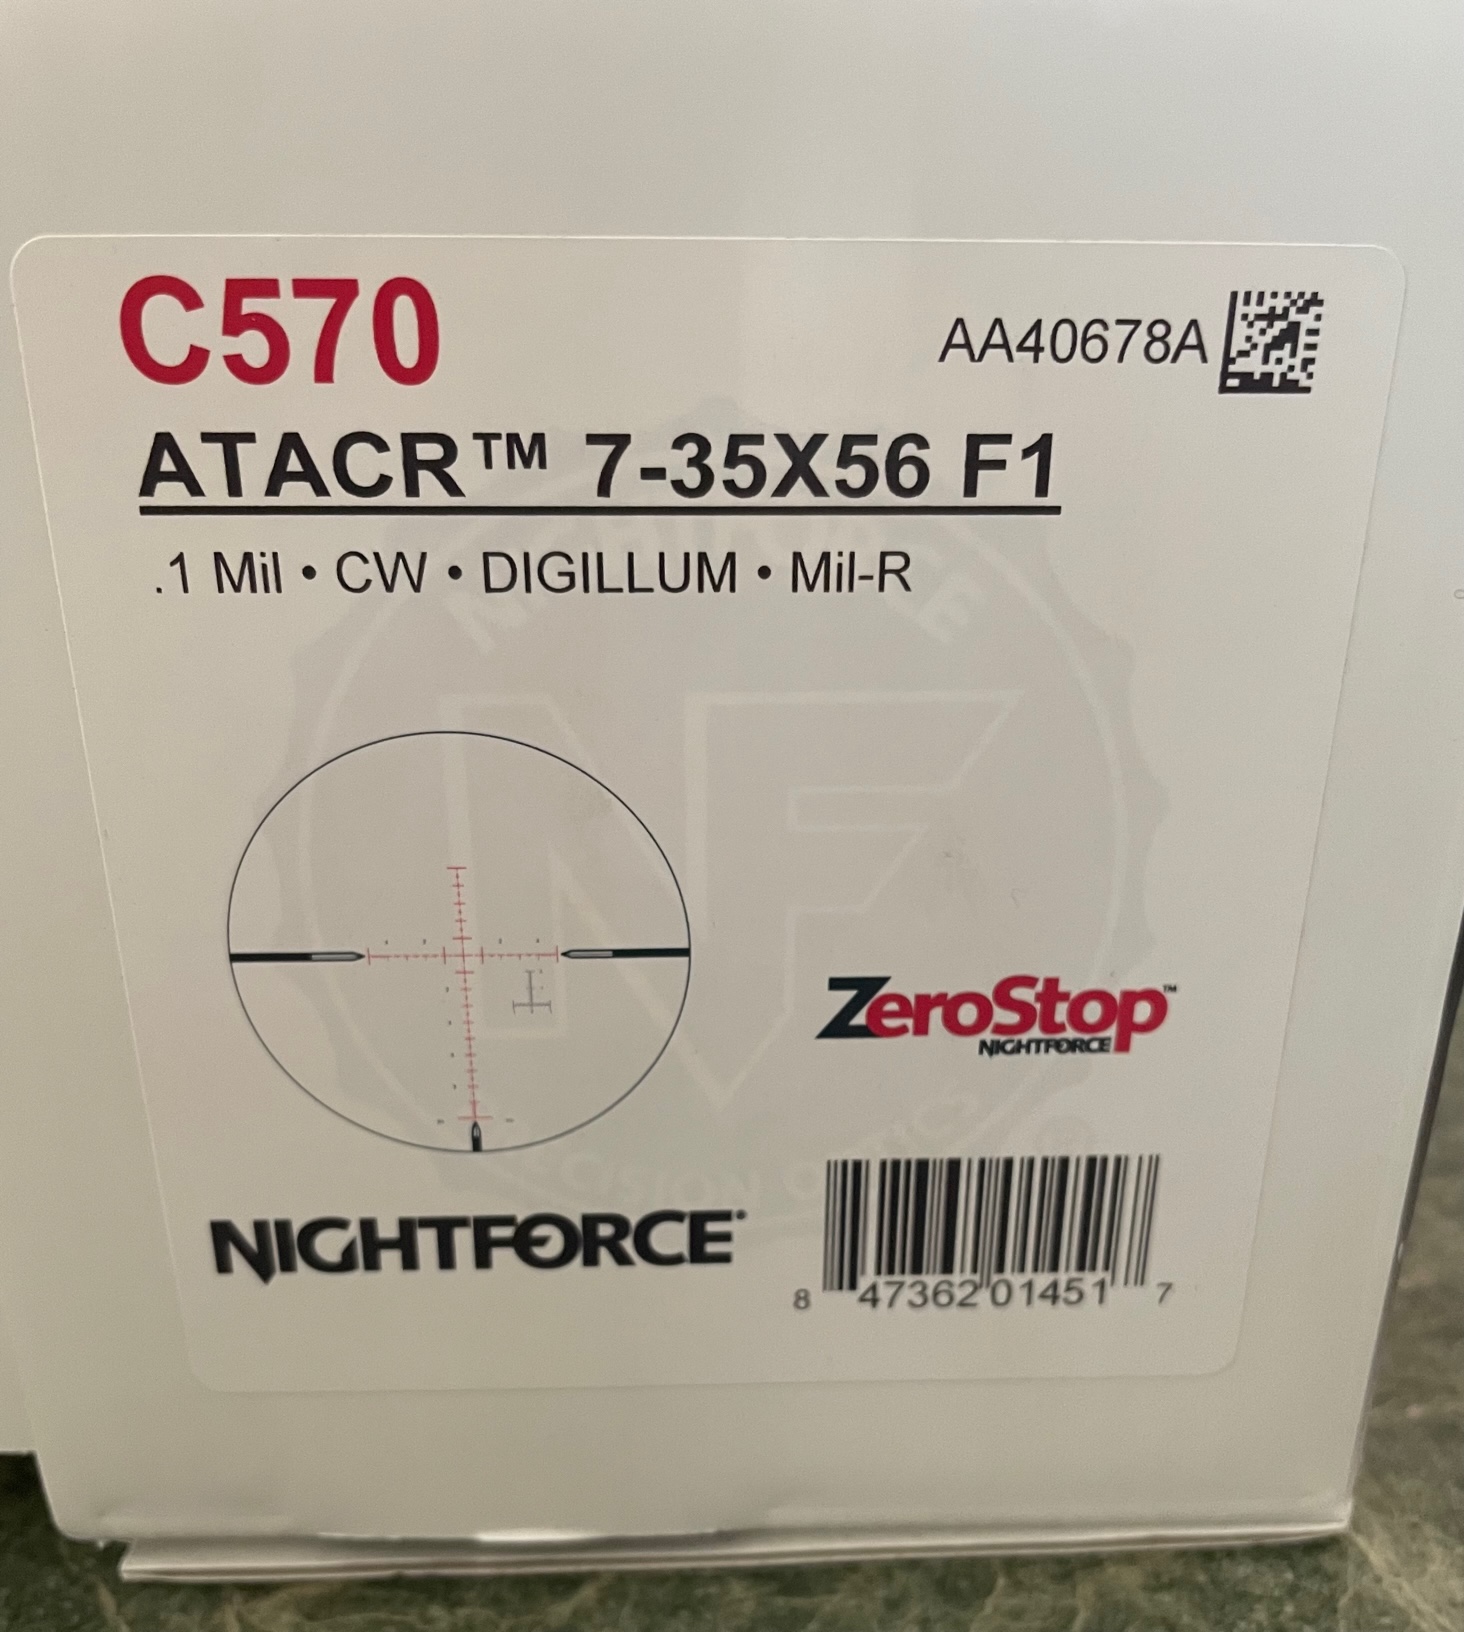 C570
AA40678A
ATACR™ 7-35X56 F1
.1 Mil • CW • DIGILLUM • Mil-R
ZeroStop™
NIGHTFORCE
NIGHTFORCE
8 47362 01451 7